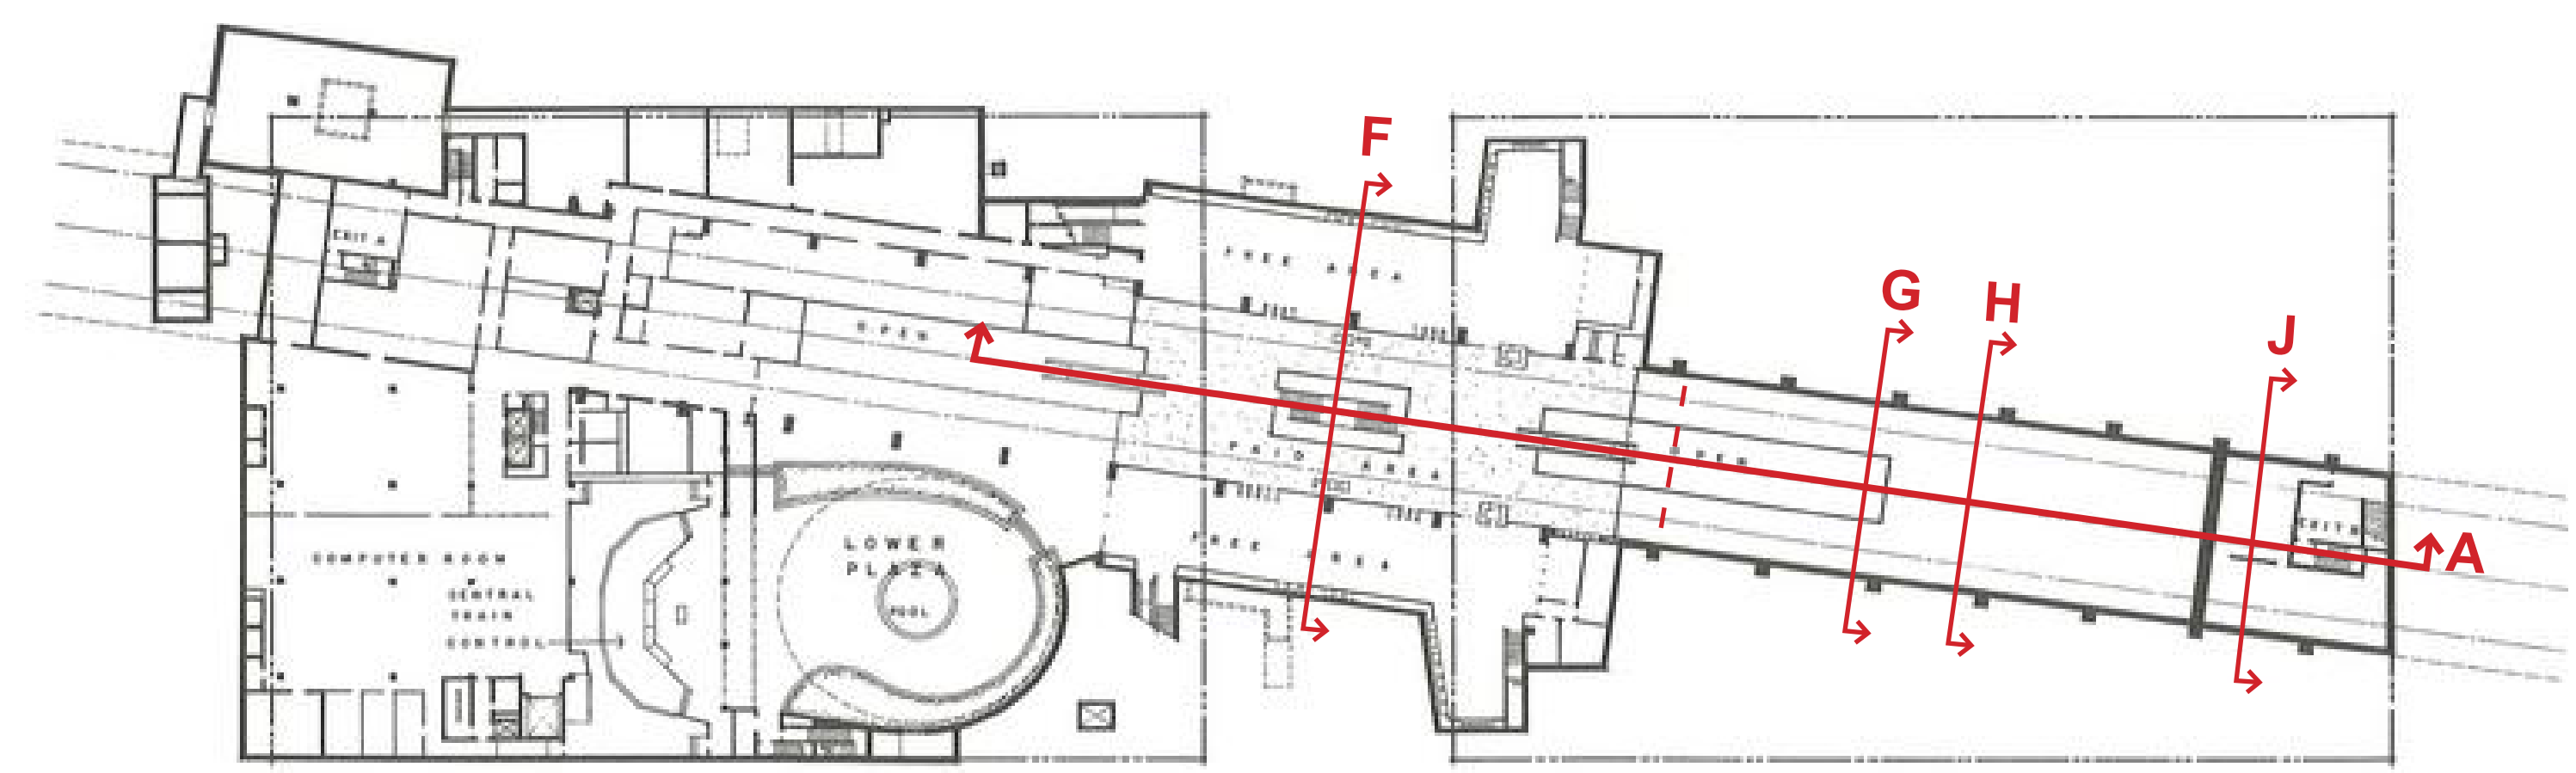 F
G
H
J
A
EXIT A
FREE AREA
OPEN
PAID AREA
OPEN
FREE AREA
EXIT B
LOWER
PLAZA
POOL
COMPUTER ROOM
CENTRAL
TRAIN
CONTROL